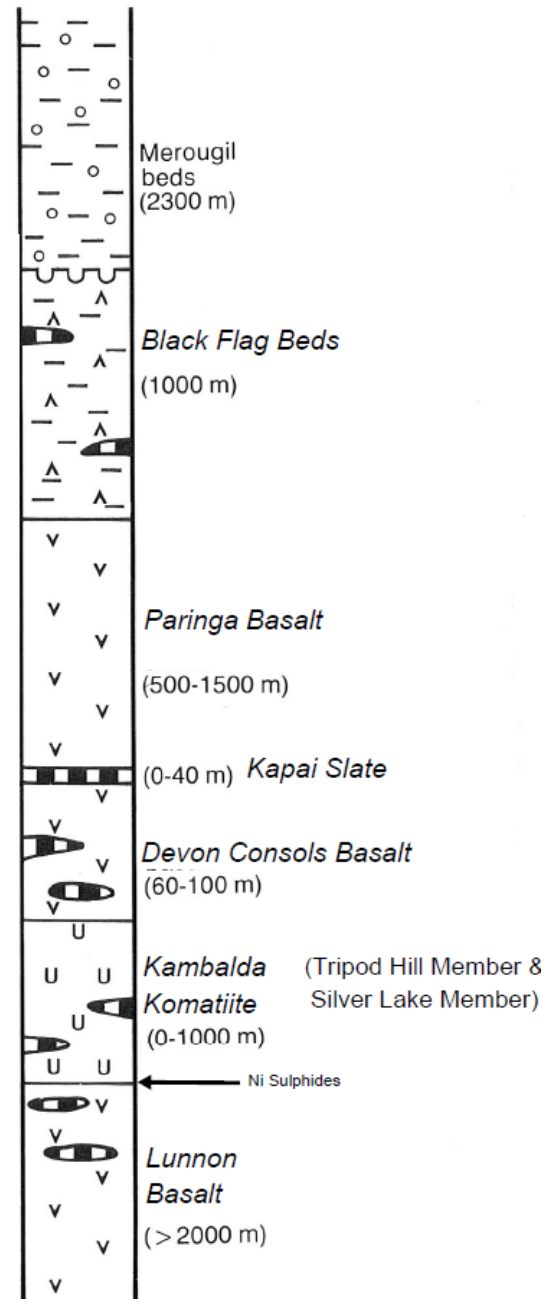 Merougil
beds
(2300 m)
Black Flag Beds
(1000 m)
Paringa Basalt
(500-1500 m)
(0-40 m) Kapai Slate
Devon Consols Basalt
(60-100 m)
Kambalda (Tripod Hill Member &
Komatiite Silver Lake Member)
(0-1000 m)
Ni Sulphides
Lunnon
Basalt
(>2000 m)